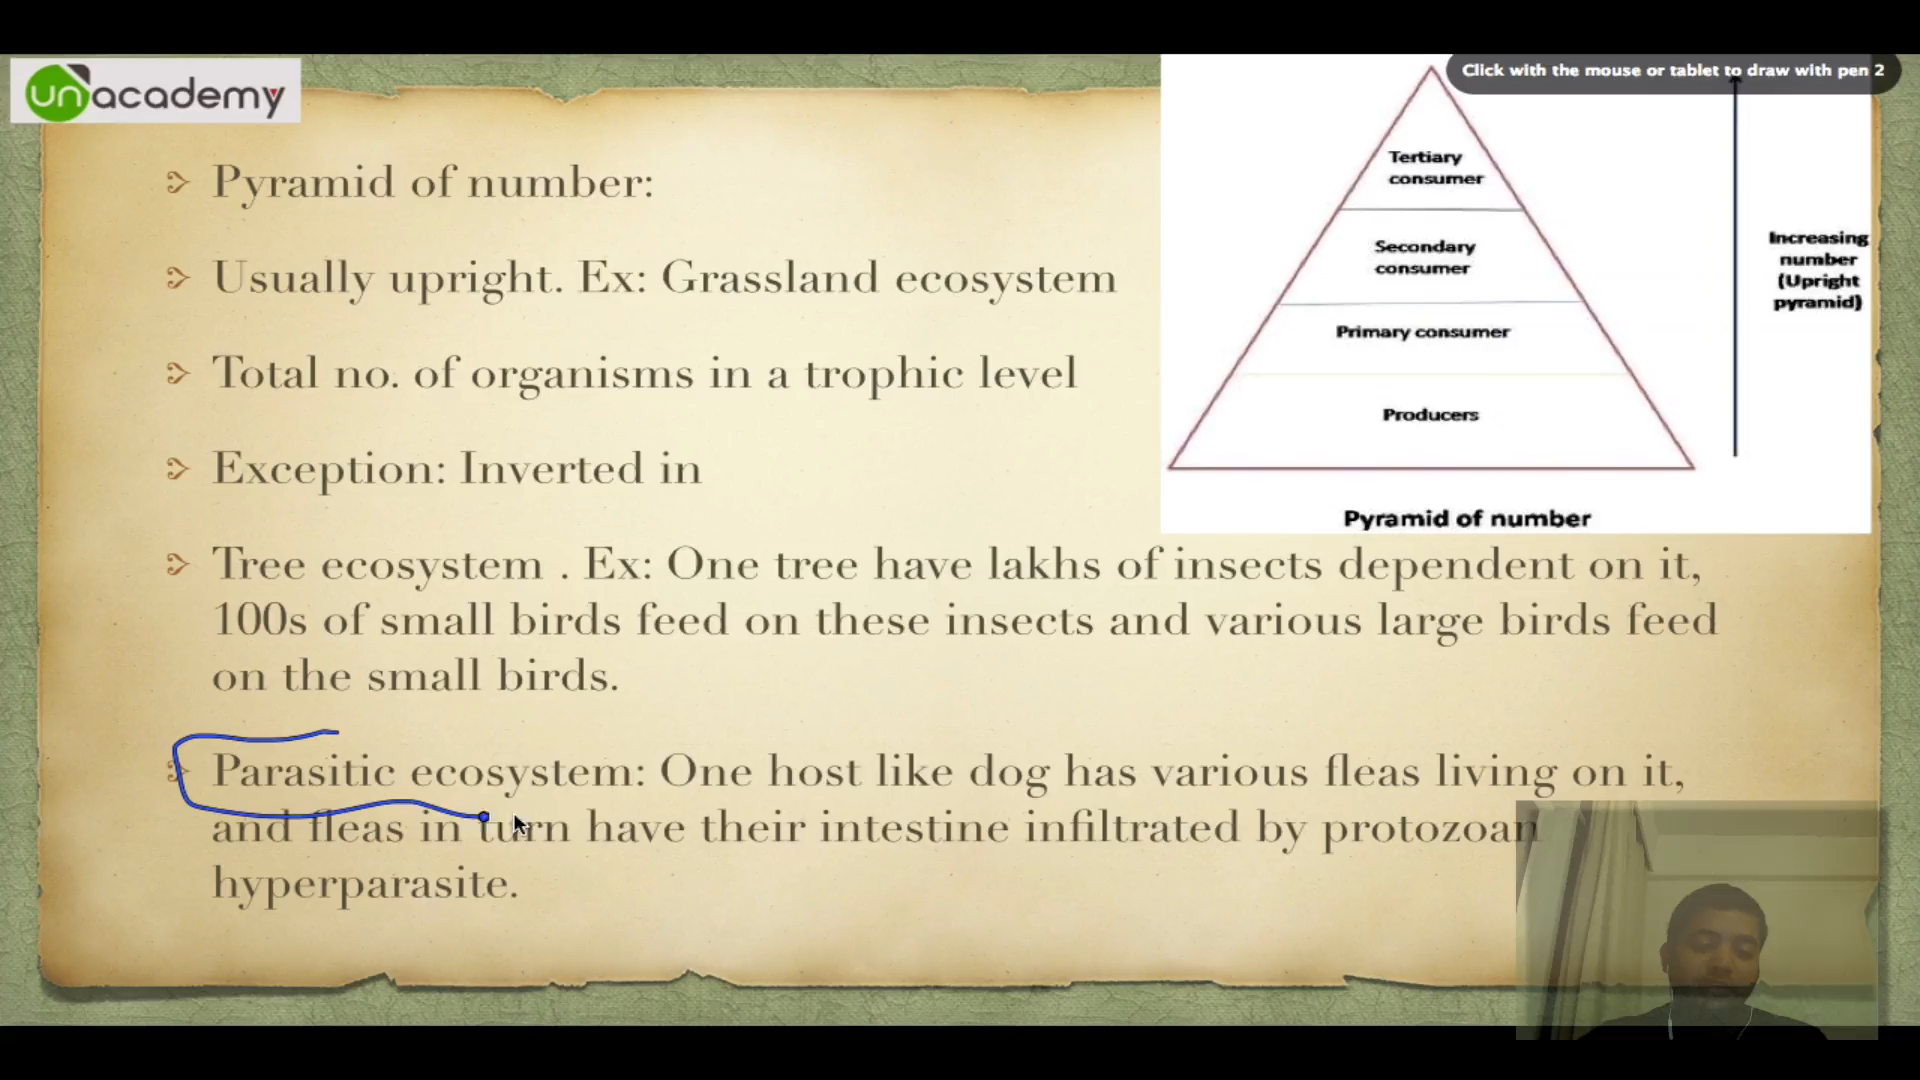 unacademy
Click with the mouse or tablet to draw with pen 2
Pyramid of number:
Usually upright. Ex: Grassland ecosystem
Total no. of organisms in a trophic level
Exception: Inverted in
Tree ecosystem . Ex: One tree have lakhs of insects dependent on it,
100s of small birds feed on these insects and various large birds feed
on the small birds.
Parasitic ecosystem: One host like dog has various fleas living on it,
and fleas in turn have their intestine infiltrated by protozoan
hyperparasite.
Tertiary
consumer
Secondary
consumer
Primary consumer
Producers
Increasing
number
(Upright
pyramid)
Pyramid of number